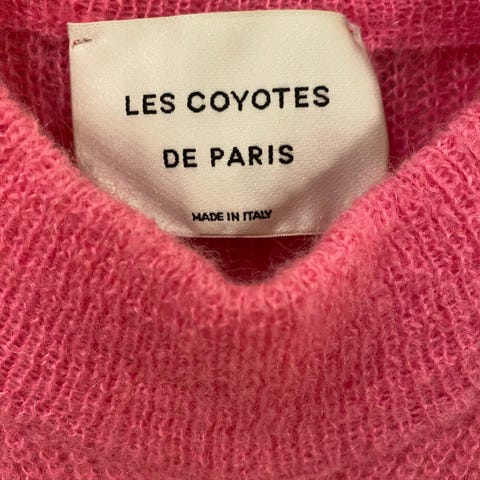 LES COYOTES
DE PARIS
MADE IN ITALY